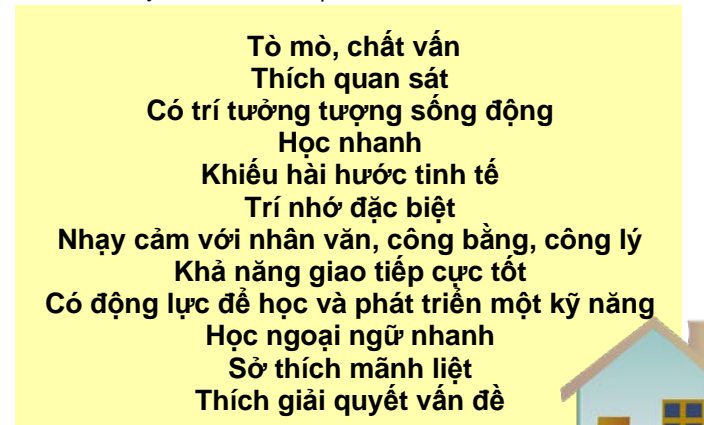 Tò mò, chất vấn
Thích quan sát
Có trí tưởng tượng sống động
Học nhanh
Khiếu hài hước tinh tế
Trí nhớ đặc biệt
Nhạy cảm với nhân văn, công bằng, công lý
Khả năng giao tiếp cực tốt
Có động lực để học và phát triển một kỹ năng
Học ngoại ngữ nhanh
Sở thích mãnh liệt
Thích giải quyết vấn đề